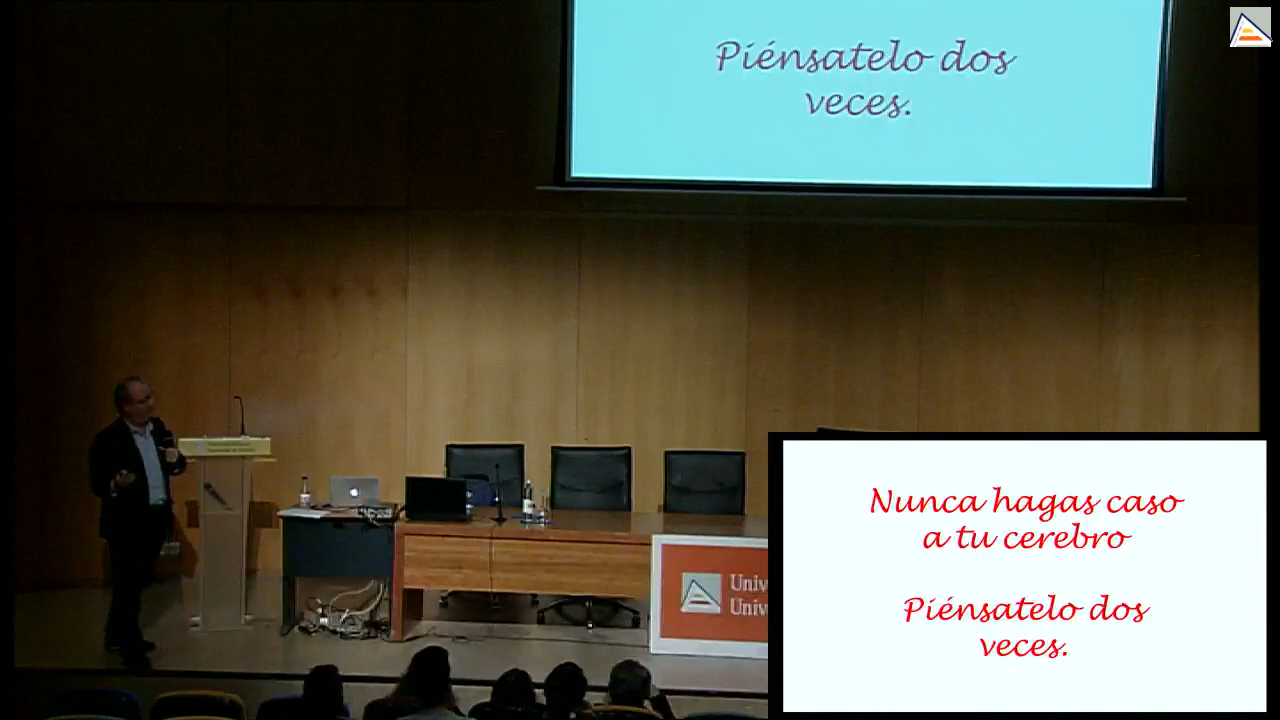 Piénsatelo dos
veces.
Nunca hagas caso
a tu cerebro
Piénsatelo dos
veces.
Univ
Univ